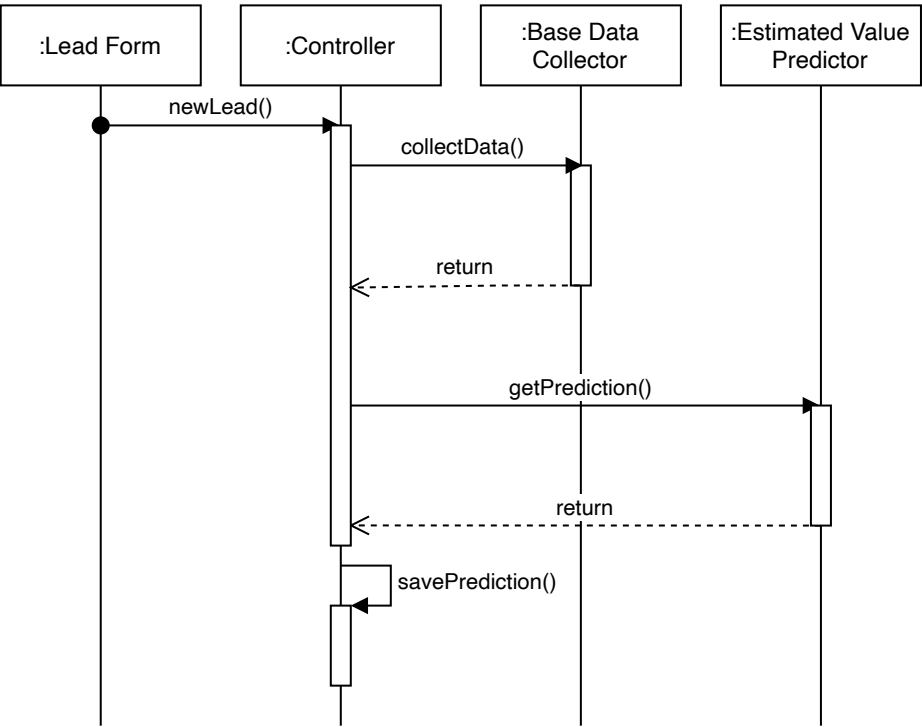 :Lead Form
:Controller
:Base Data
Collector
:Estimated Value
Predictor
newLead()
collectData()
return
getPrediction()
return
savePrediction()